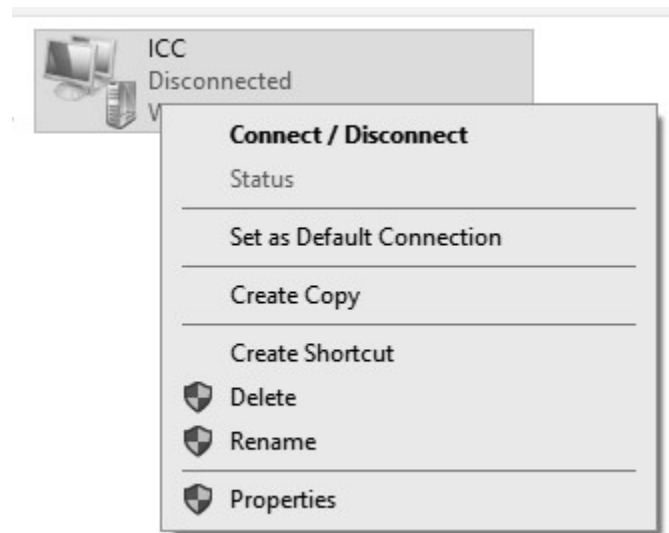 ICC
Disconnected
Connect / Disconnect
Status
Set as Default Connection
Create Copy
Create Shortcut
Delete
Rename
Properties